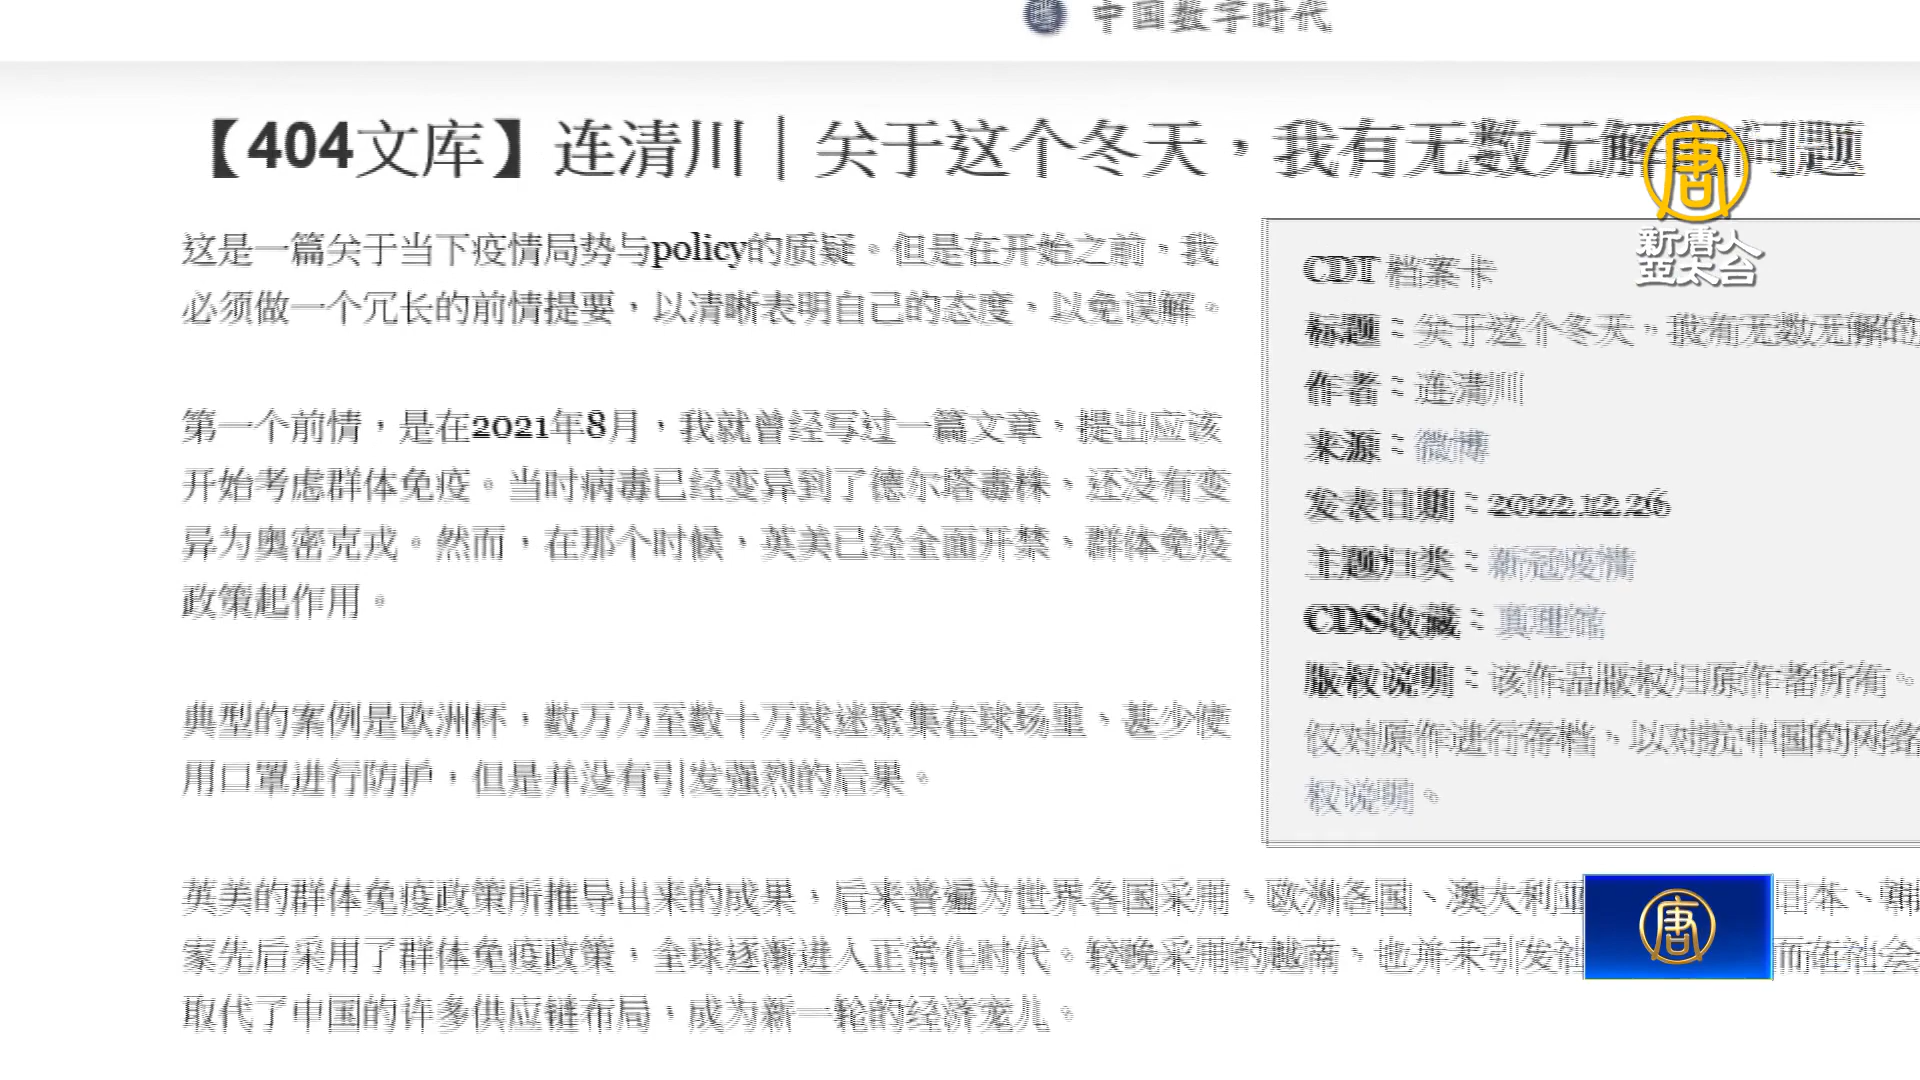 中国数字时代
【404文库】连清川｜关于这个冬天，我有无数无解 问题
唐
新唐人
亞太台
这是一篇关于当下疫情局势与policy的质疑。但是在开始之前，我
必须做一个冗长的前情提要，以清晰表明自己的态度，以免误解。
第一个前情，是在2021年8月，我就曾经写过一篇文章，提出应该
开始考虑群体免疫。当时病毒已经变异到了德尔塔毒株，还没有变
异为奥密克戎。然而，在那个时候，英美已经全面开禁，群体免疫
政策起作用。
典型的案例是欧洲杯，数万乃至数十万球迷聚集在球场里，甚少使
用口罩进行防护，但是并没有引发强烈的后果。
CDT 档案卡
标题：关于这个冬天，我有无数无解的
作者：连清川
来源：微博
发表日期：2022.12.26
主题归类：新冠疫情
CDS收藏：真理馆
版权说明：该作品版权归原作者所有。
仅对原作进行存档，以对抗中国的网络
权说明。
英美的群体免疫政策所推导出来的成果，后来普遍为世界各国采用，欧洲各国、澳大利亚 日本、韩
家先后采用了群体免疫政策，全球逐渐进入正常化时代。较晚采用的越南，也并未引发社 而在社会
取代了中国的许多供应链布局，成为新一轮的经济宠儿。
唐